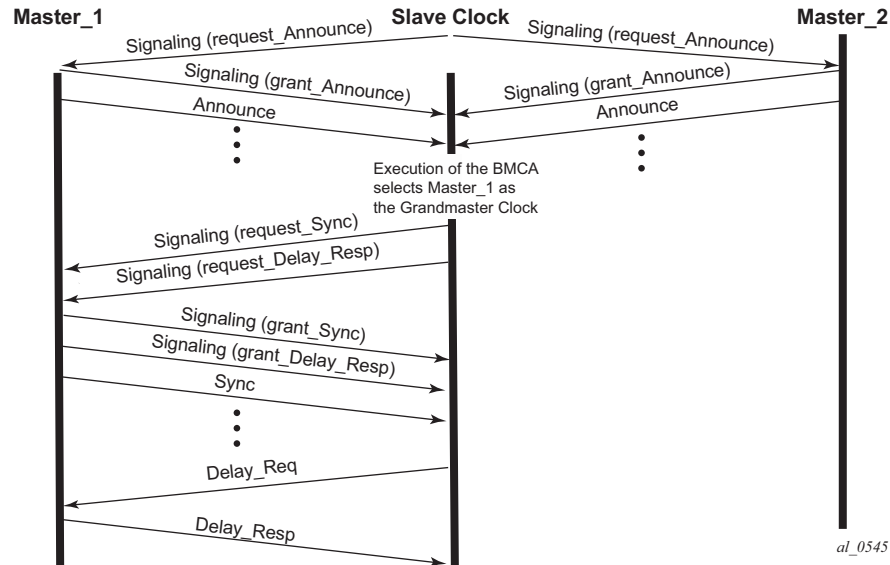 Master_1
Slave Clock
Master_2
Signaling (request_Announce)
Signaling (request_Announce)
Signaling (grant_Announce)
Signaling (grant_Announce)
Announce
Announce
Execution of the BMCA
selects Master_1 as
the Grandmaster Clock
Signaling (request_Sync)
Signaling (request_Delay_Resp)
Signaling (grant_Sync)
Signaling (grant_Delay_Resp)
Sync
Delay_Req
Delay_Resp
al_0545